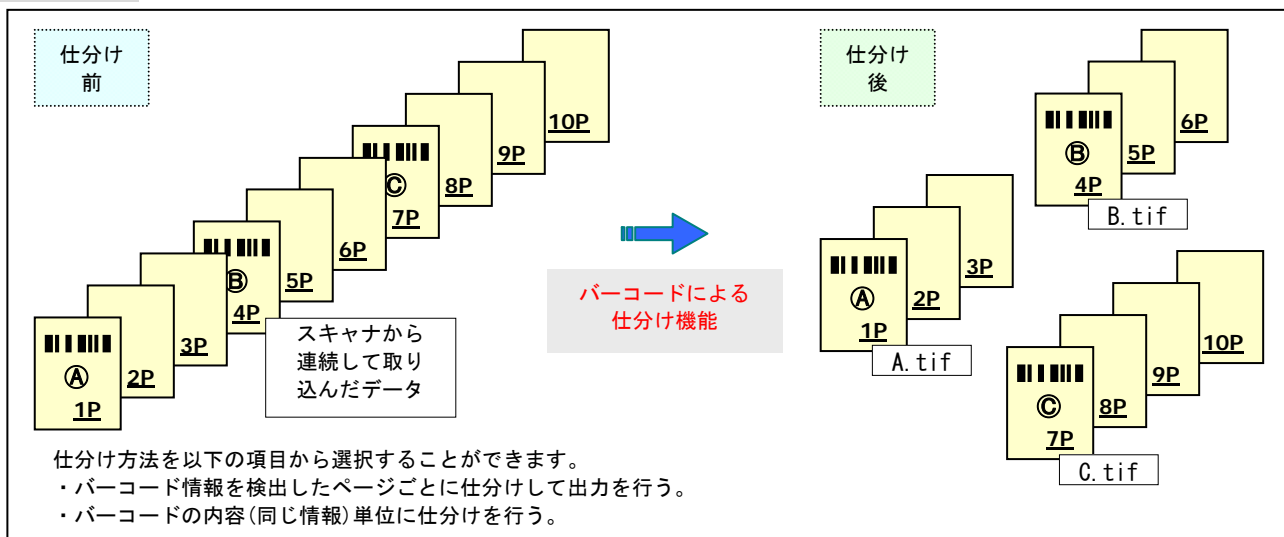 仕分け
前
Ⓐ
1P
2P
3P
Ⓑ
4P
5P
6P
Ⓒ
7P
8P
9P
10P
スキャナから
連続して取り
込んだデータ
バーコードによる
仕分け機能
仕分け
後
Ⓐ
1P
2P
3P
A.tif
Ⓑ
4P
5P
6P
B.tif
Ⓒ
7P
8P
9P
10P
C.tif
仕分け方法を以下の項目から選択することができます。
・バーコード情報を検出したページごとに仕分けして出力を行う。
・バーコードの内容(同じ情報)単位に仕分けを行う。